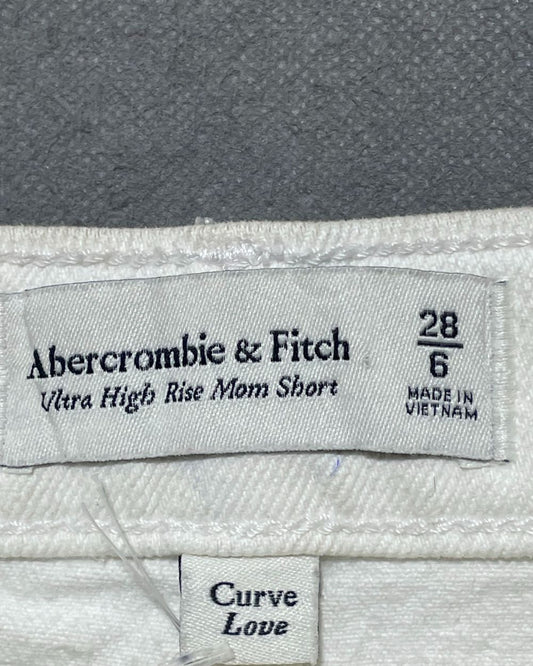 Abercrombie & Fitch
Ultra High Rise Mom Short
28
6
MADE IN
VIETNAM
Curve
Love